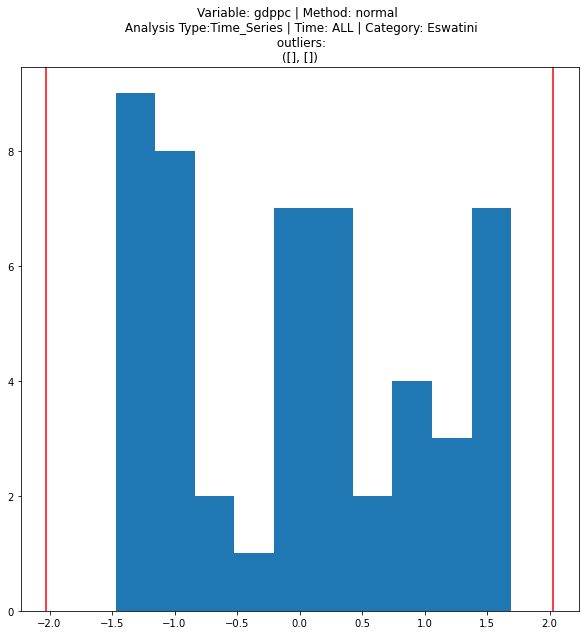 Variable: gdppc | Method: normal
Analysis Type:Time_Series | Time: ALL | Category: Eswatini
outliers:
([], [])
8
6
4
2
0
−2.0 −1.5 −1.0 −0.5 0.0 0.5 1.0 1.5 2.0